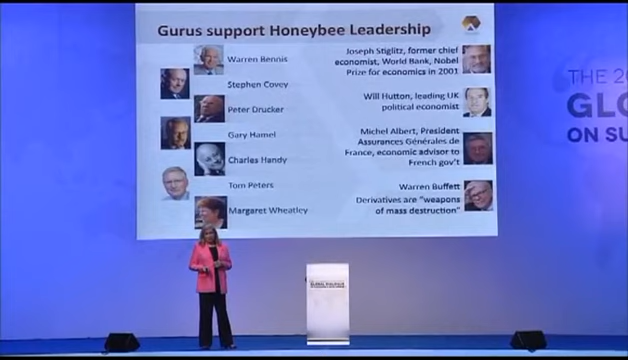 Gurus support Honeybee Leadership
Warren Bennis
Stephen Covey
Peter Drucker
Gary Hamel
Charles Handy
Tom Peters
Margaret Wheatley
Joseph Stiglitz, former chief
economist, World Bank, Nobel
Prize for economics in 2001
Will Hutton, leading UK
political economist
Michel Albert, President
Assurances Générales de
France, economic advisor to
French gov't
Warren Buffett
Derivatives are "weapons
of mass destruction"
THE 20
GLO
ON SU
GLOBAL DIALOGUE